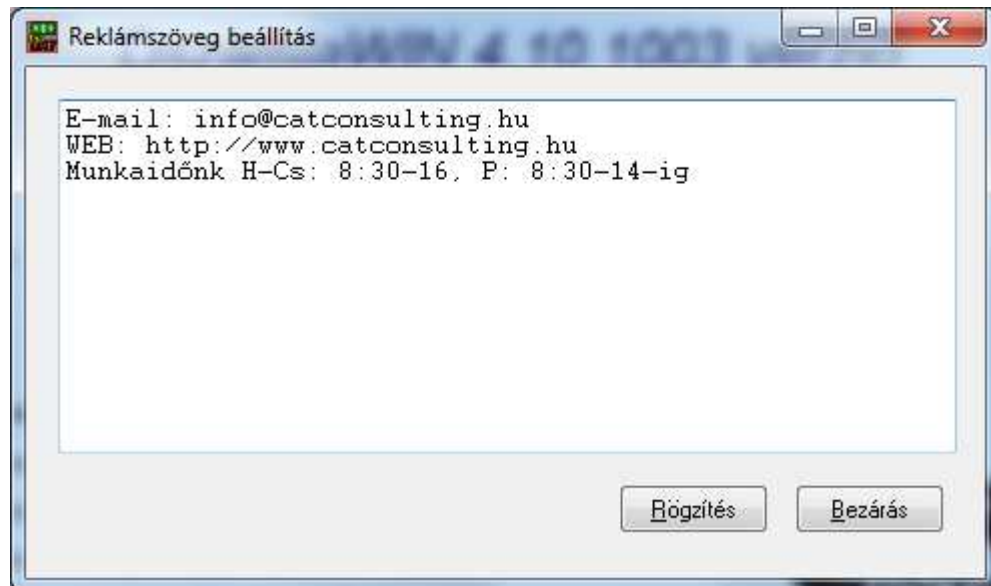 Reklámszöveg beállítás
E-mail: info@catconsulting.hu
WEB: http://www.catconsulting.hu
Munkaidőnk H-Cs: 8:30-16, P: 8:30-14-ig
Rögzítés
Bezárás